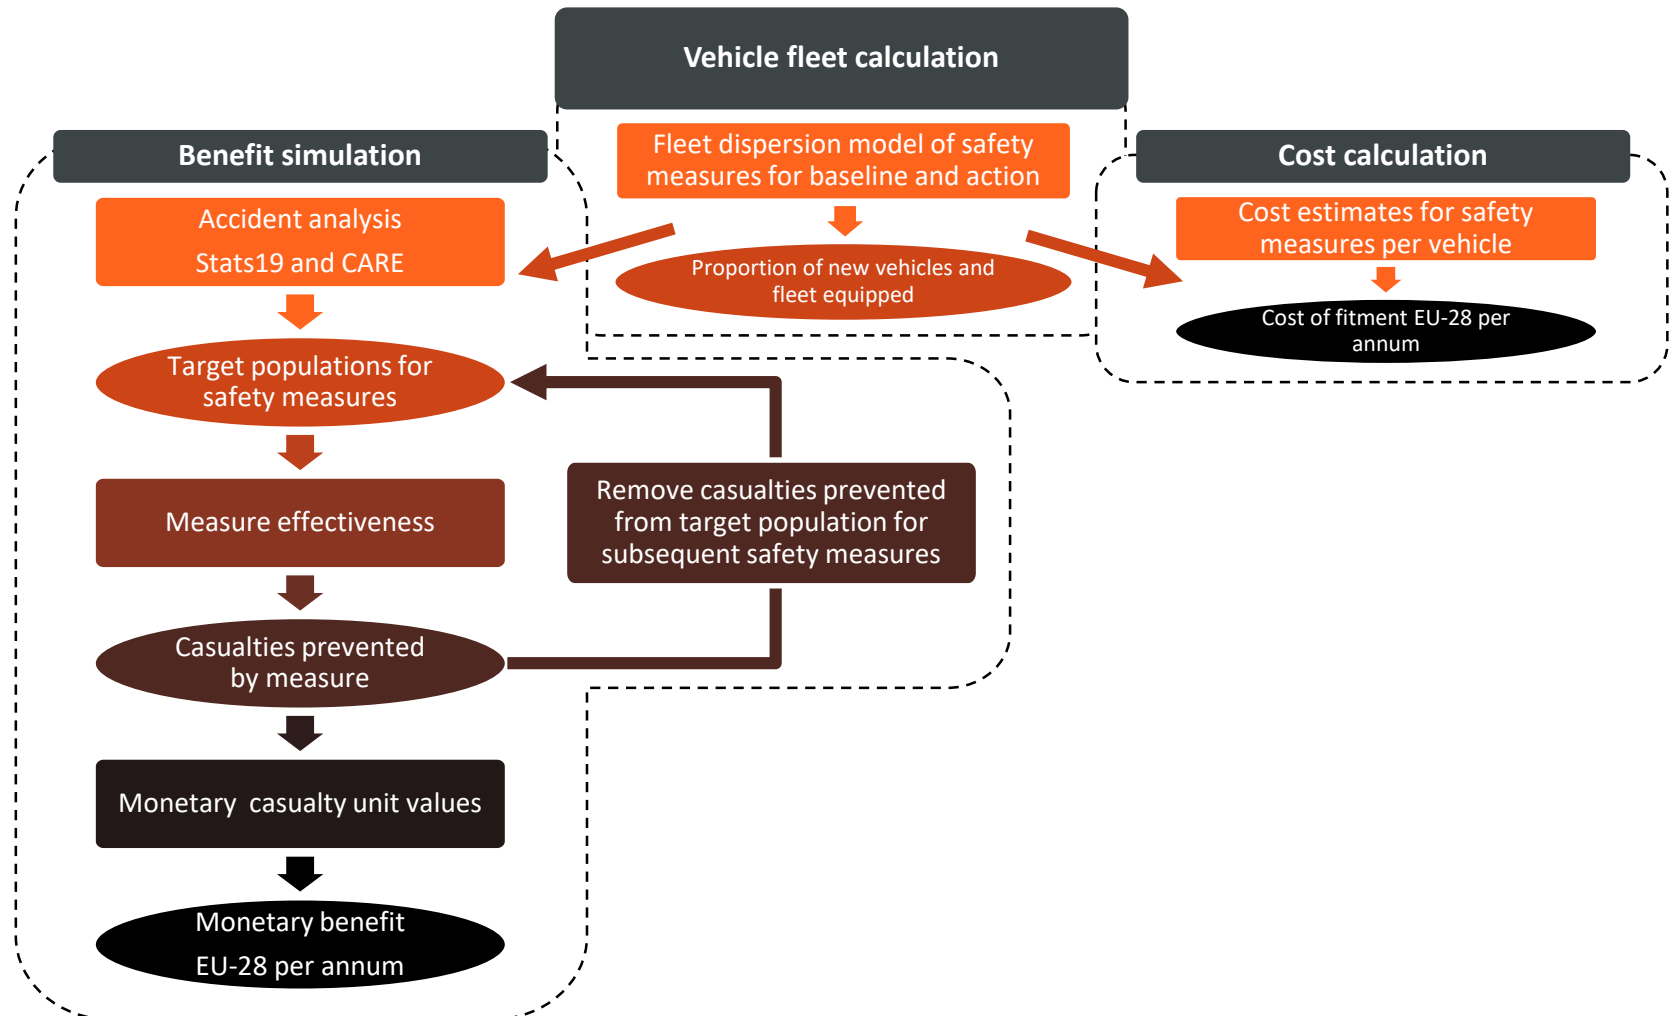 Vehicle fleet calculation
Benefit simulation
Fleet dispersion model of safety
measures for baseline and action
Cost calculation
Accident analysis
Stats19 and CARE
Proportion of new vehicles and
fleet equipped
Cost estimates for safety
measures per vehicle
Cost of fitment EU-28 per
annum
Target populations for
safety measures
Measure effectiveness
Remove casualties prevented
from target population for
subsequent safety measures
Casualties prevented
by measure
Monetary casualty unit values
Monetary benefit
EU-28 per annum